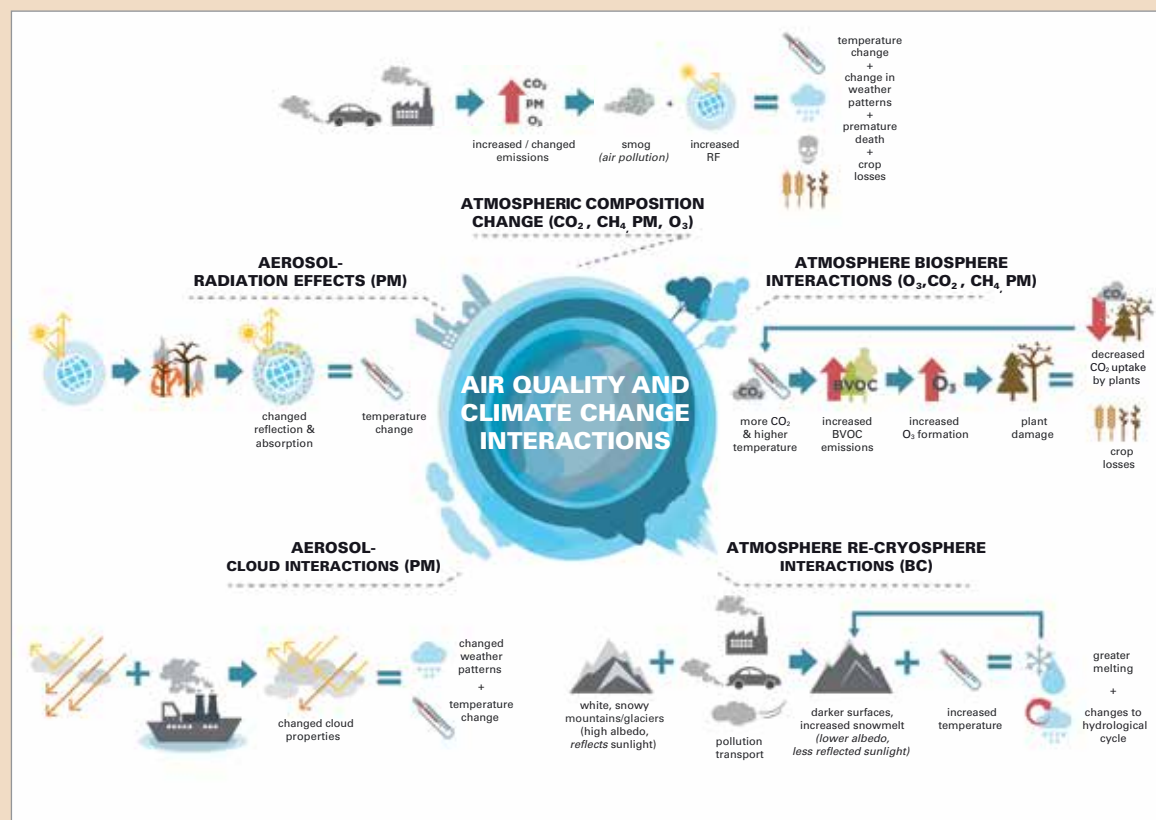 temperature
change
+
change in
weather
patterns
+
premature
death
+
crop
losses
CO₂
PM
O₃
increased / changed
emissions
smog
(air pollution)
+
increased
RF
=
ATMOSPHERIC COMPOSITION
CHANGE (CO₂, CH₄, PM, O₃)
AEROSOL-
RADIATION EFFECTS (PM)
changed
reflection &
absorption
=
temperature
change
ATMOSPHERE BIOSPHERE
INTERACTIONS (O₃,CO₂, CH₄, PM)
CO₂
more CO₂
& higher
temperature
BVOC
increased
BVOC
emissions
O₃
increased
O₃ formation
plant
damage
=
CO₂
decreased
CO₂ uptake
by plants
crop
losses
AIR QUALITY AND
CLIMATE CHANGE
INTERACTIONS
AEROSOL-
CLOUD INTERACTIONS (PM)
+
changed cloud
properties
=
changed
weather
patterns
+
temperature
change
ATMOSPHERE RE-CRYOSPHERE
INTERACTIONS (BC)
white, snowy
mountains/glaciers
(high albedo,
reflects sunlight)
+
pollution
transport
darker surfaces,
increased snowmelt
(lower albedo,
less reflected sunlight)
+
increased
temperature
=
greater
melting
+
changes to
hydrological
cycle